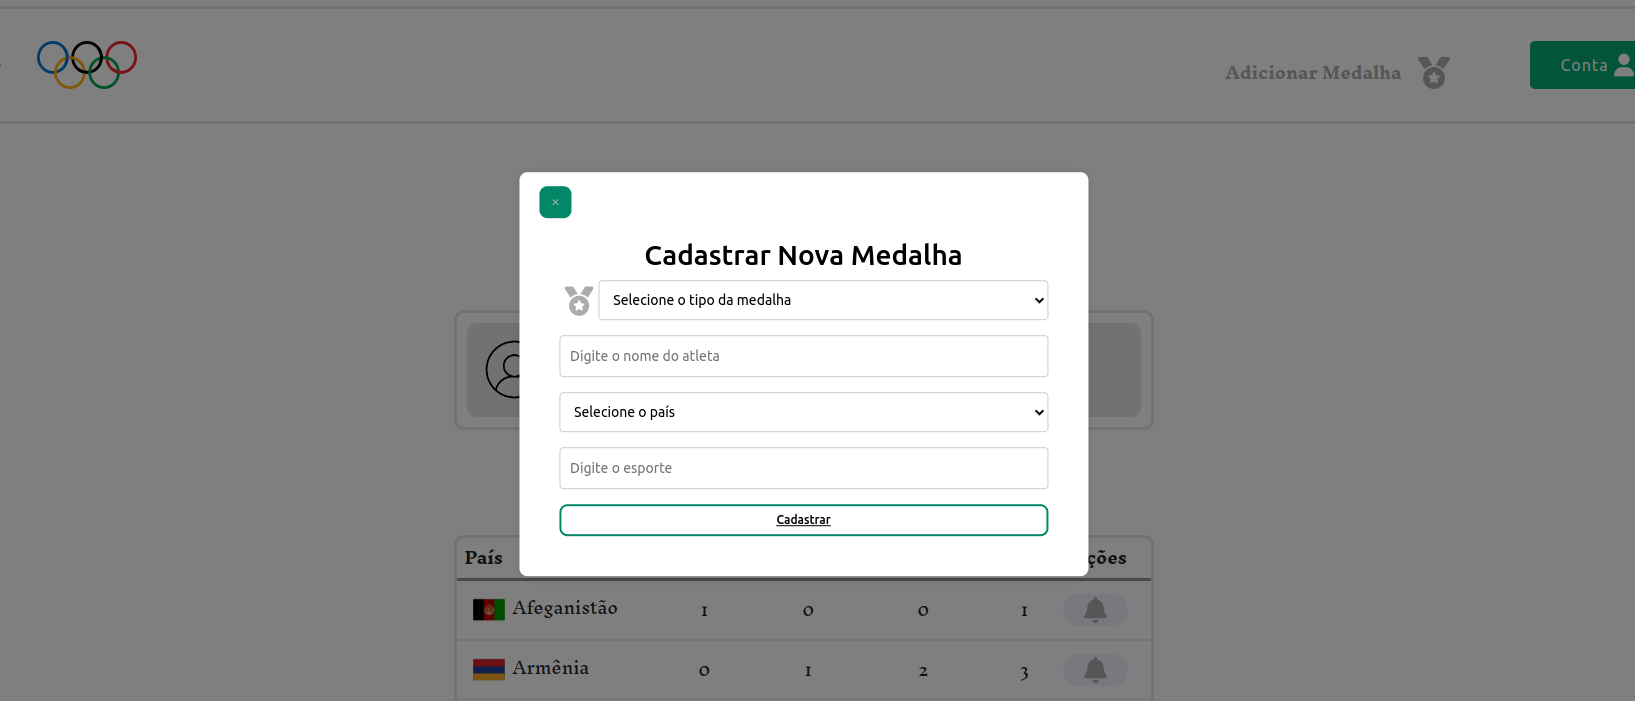 Adicionar Medalha
Conta
×
Cadastrar Nova Medalha
Selecione o tipo da medalha
Digite o nome do atleta
Selecione o país
Digite o esporte
Cadastrar
País ções
Afeganistão 1 0 0 1
Armênia 0 1 2 3